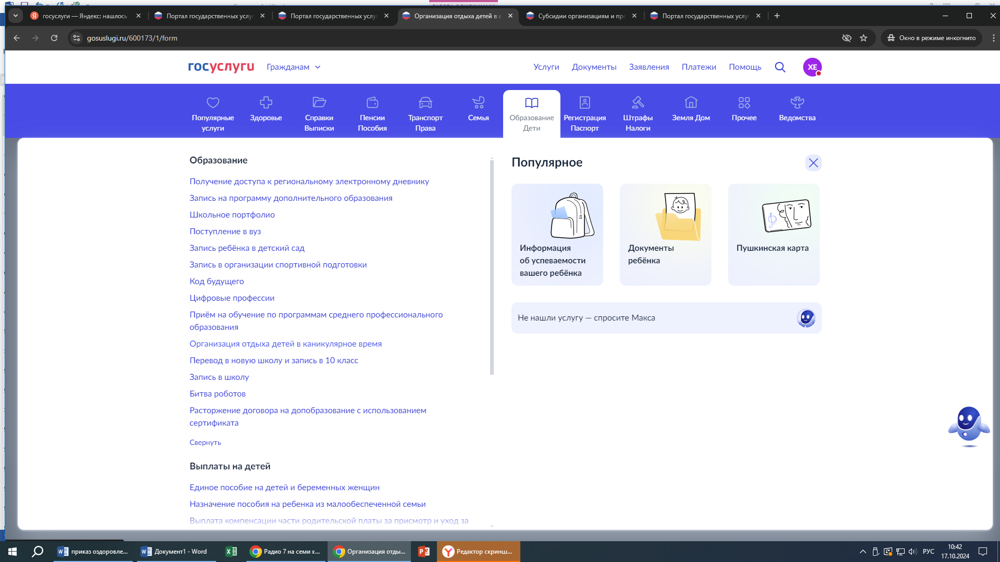 госуслуги — Яндекс: нашлось
Портал государственных услу
Портал государственных услу
Организация отдыха детей в к
Субсидии организациям и пре
Портал государственных услу
gosuslugi.ru/600173/1/form
Окно в режиме инкогнито
госуслуги
Гражданам
Услуги
Документы
Заявления
Платежи
Помощь
ХЕ
Популярные
услуги
Здоровье
Справки
Выписки
Пенсии
Пособия
Транспорт
Права
Семья
Образование
Дети
Регистрация
Паспорт
Штрафы
Налоги
Земля Дом
Прочее
Ведомства
Образование
Получение доступа к региональному электронному дневнику
Запись на программу дополнительного образования
Школьное портфолио
Поступление в вуз
Запись ребёнка в детский сад
Запись в организации спортивной подготовки
Код будущего
Цифровые профессии
Приём на обучение по программам среднего профессионального
образования
Организация отдыха детей в каникулярное время
Перевод в новую школу и запись в 10 класс
Запись в школу
Битва роботов
Расторжение договора на допобразование с использованием
сертификата
Свернуть
Выплаты на детей
Единое пособие на детей и беременных женщин
Назначение пособия на ребенка из малообеспеченной семьи
Выплата компенсации части родительской платы за присмотр и уход за
Популярное
Информация
об успеваемости
вашего ребёнка
Документы
ребёнка
Пушкинская карта
Не нашли услугу — спросите Макса
приказ оздоровле...
Документ1 - Word
Радио 7 на семи х...
Организация отды...
Редактор скринш...
РУС
10:42
17.10.2024